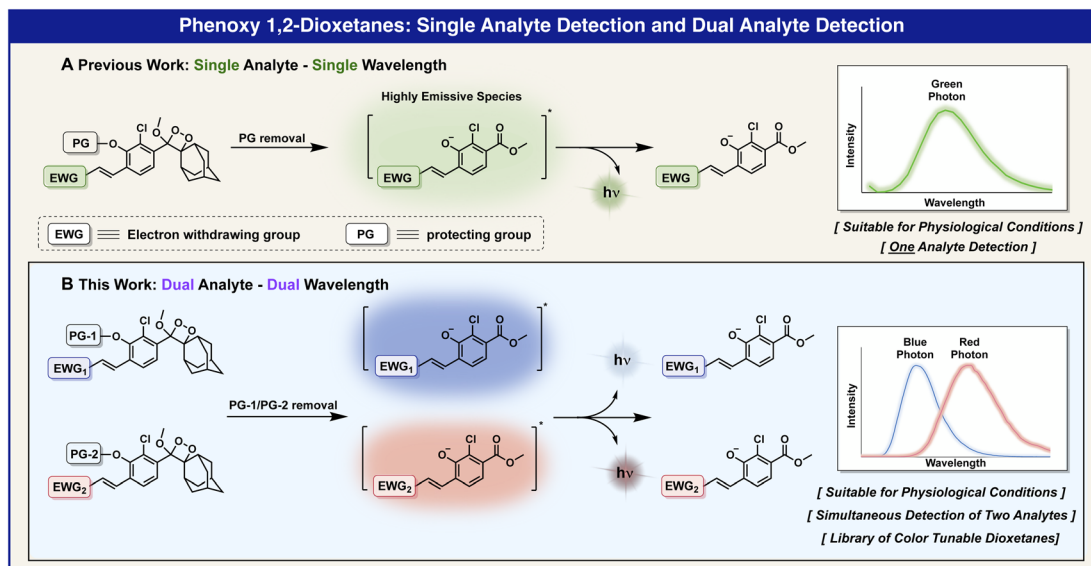 Phenoxy 1,2-Dioxetanes: Single Analyte Detection and Dual Analyte Detection
A Previous Work: Single Analyte - Single Wavelength
Highly Emissive Species
PG
O
O
O O
Cl
EWG
PG removal
*
O⁻
Cl
O
O
EWG
hν
O⁻
Cl
O
O
EWG
Green
Photon
Intensity
Wavelength
EWG Electron withdrawing group PG protecting group
[ Suitable for Physiological Conditions ]
[ One Analyte Detection ]
B This Work: Dual Analyte - Dual Wavelength
PG-1
O
O
O O
Cl
EWG₁
*
O⁻
Cl
O
O
EWG₁
hν
O⁻
Cl
O
O
EWG₁
PG-1/PG-2 removal
PG-2
O
O
O O
Cl
EWG₂
*
O⁻
Cl
O
O
EWG₂
hν
O⁻
Cl
O
O
EWG₂
Blue
Photon
Red
Photon
Intensity
Wavelength
[ Suitable for Physiological Conditions ]
[ Simultaneous Detection of Two Analytes ]
[ Library of Color Tunable Dioxetanes]